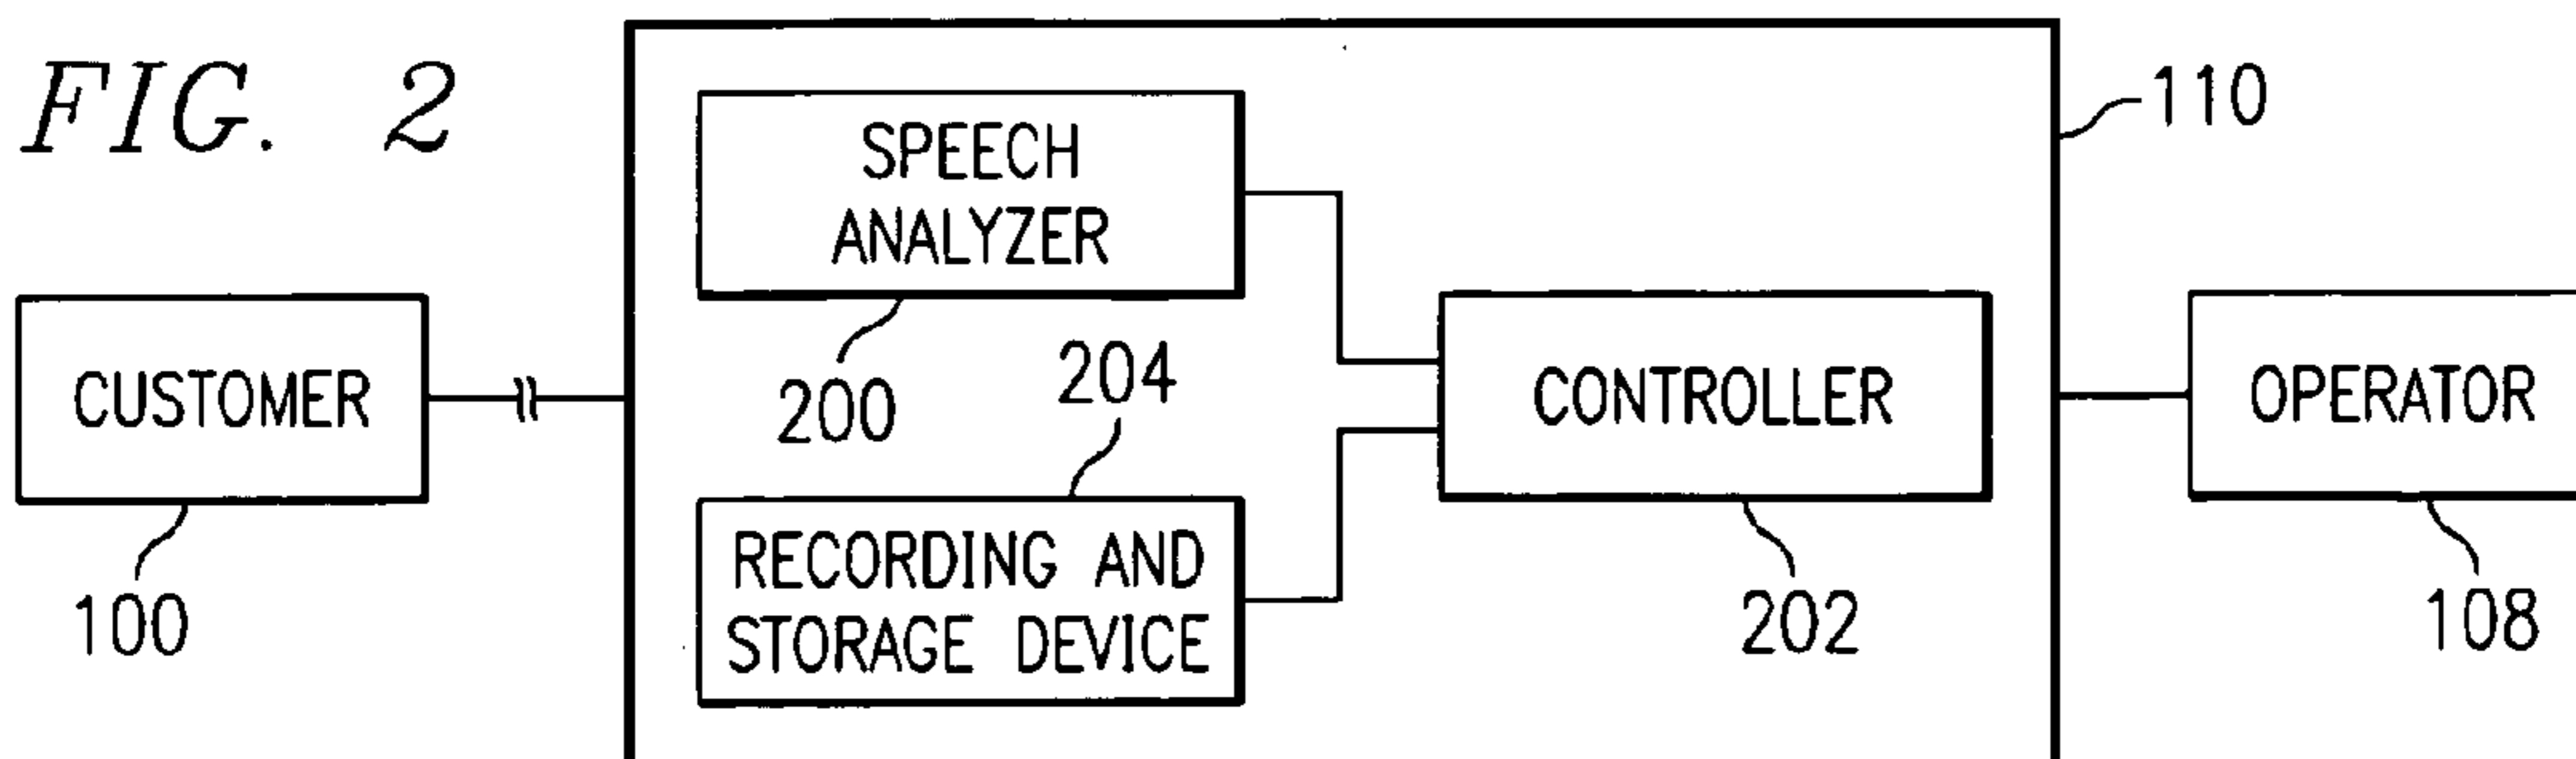 FIG. 2
110
SPEECH
ANALYZER
200
CUSTOMER
100
204
RECORDING AND
STORAGE DEVICE
CONTROLLER
202
OPERATOR
108